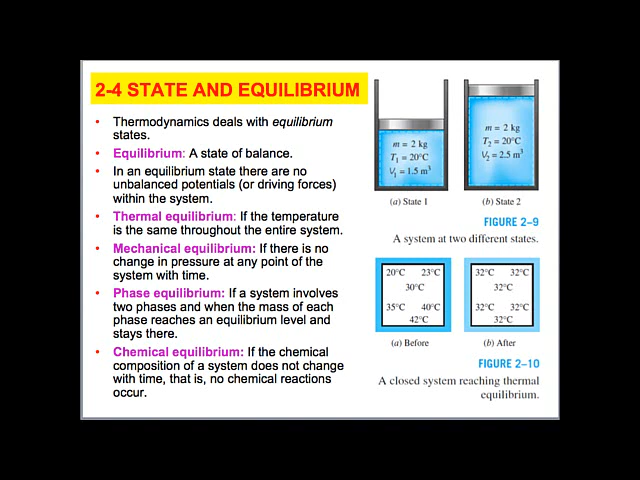 2-4 STATE AND EQUILIBRIUM
• Thermodynamics deals with equilibrium
states.
• Equilibrium: A state of balance.
• In an equilibrium state there are no
unbalanced potentials (or driving forces)
within the system.
• Thermal equilibrium: If the temperature
is the same throughout the entire system.
• Mechanical equilibrium: If there is no
change in pressure at any point of the
system with time.
• Phase equilibrium: If a system involves
two phases and when the mass of each
phase reaches an equilibrium level and
stays there.
• Chemical equilibrium: If the chemical
composition of a system does not change
with time, that is, no chemical reactions
occur.
m = 2 kg
T₁ = 20°C
V₁ = 1.5 m³
(a) State 1
m = 2 kg
T₂ = 20°C
V₂ = 2.5 m³
(b) State 2
FIGURE 2–9
A system at two different states.
20°C 23°C
30°C
35°C 40°C
42°C
(a) Before
32°C 32°C
32°C
32°C 32°C
32°C
(b) After
FIGURE 2–10
A closed system reaching thermal
equilibrium.